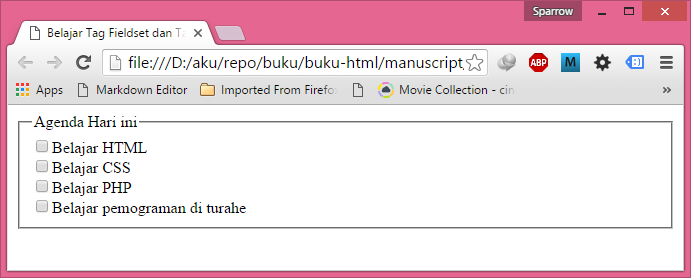 Sparrow
Belajar Tag Fieldset dan Ta
file:///D:/aku/repo/buku/buku-html/manuscript
ABP
M
Apps Markdown Editor Imported From Firefo Movie Collection - cin
»
Agenda Hari ini
Belajar HTML
Belajar CSS
Belajar PHP
Belajar pemograman di turahe